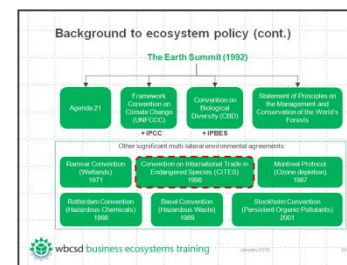 Background to ecosystem policy (cont.)
The Earth Summit (1992)
Agenda 21
Framework
Convention on
Climate Change
(UNFCCC)
Convention on
Biological
Diversity (CBD)
Statement of Principles on
the Management and
Conservation of the World's
Forests
+ IPCC
+ IPBES
Other significant multi-lateral environmental agreements:
Ramsar Convention
(Wetlands)
1971
Convention on International Trade in
Endangered Species (CITES)
Montreal Protocol
(Ozone depletion)
1987
Rotterdam Convention
(Hazardous Chemicals)
1998
Basel Convention
(Hazardous Waste)
1989
Stockholm Convention
(Persistent Organic Pollutants)
2001
wbcsd business ecosystems training